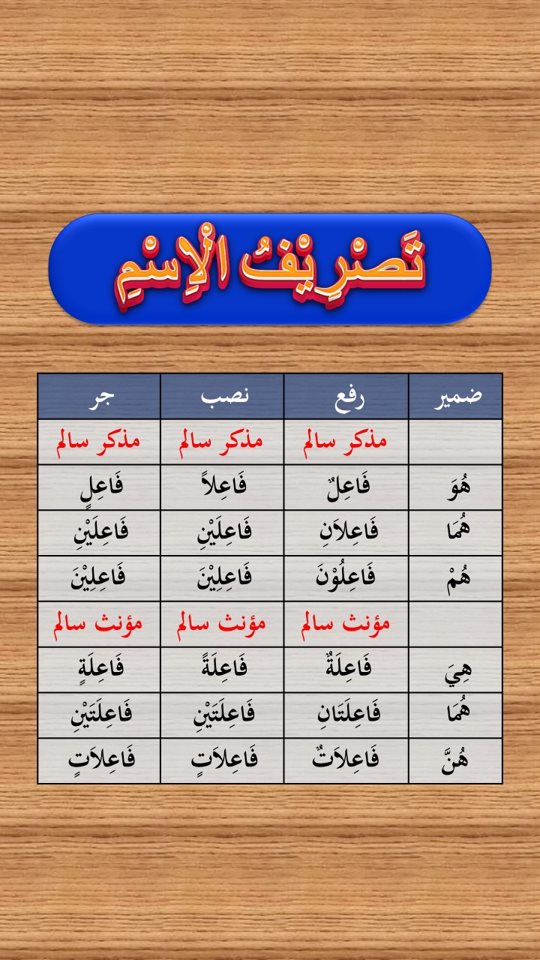 تَصْرِيْفُ الْاِسْمِ
ضمير رفع نصب جر
مذكر سالم مذكر سالم مذكر سالم
هُوَ فَاعِلٌ فَاعِلاً فَاعِلٍ
هُمَا فَاعِلاَنِ فَاعِلَيْنِ فَاعِلَيْنِ
هُمْ فَاعِلُوْنَ فَاعِلِيْنَ فَاعِلِيْنَ
مؤنث سالم مؤنث سالم مؤنث سالم
هِيَ فَاعِلَةٌ فَاعِلَةً فَاعِلَةٍ
هُمَا فَاعِلَتَانِ فَاعِلَتَيْنِ فَاعِلَتَيْنِ
هُنَّ فَاعِلاَتٌ فَاعِلاَتٍ فَاعِلاَتٍ